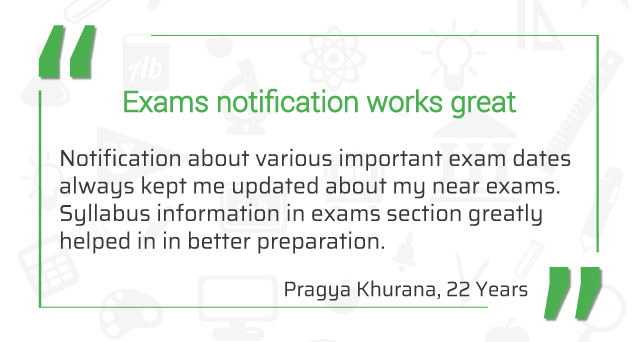 Exams notification works great
Notification about various important exam dates
always kept me updated about my near exams.
Syllabus information in exams section greatly
helped in in better preparation.
Pragya Khurana, 22 Years
Ab